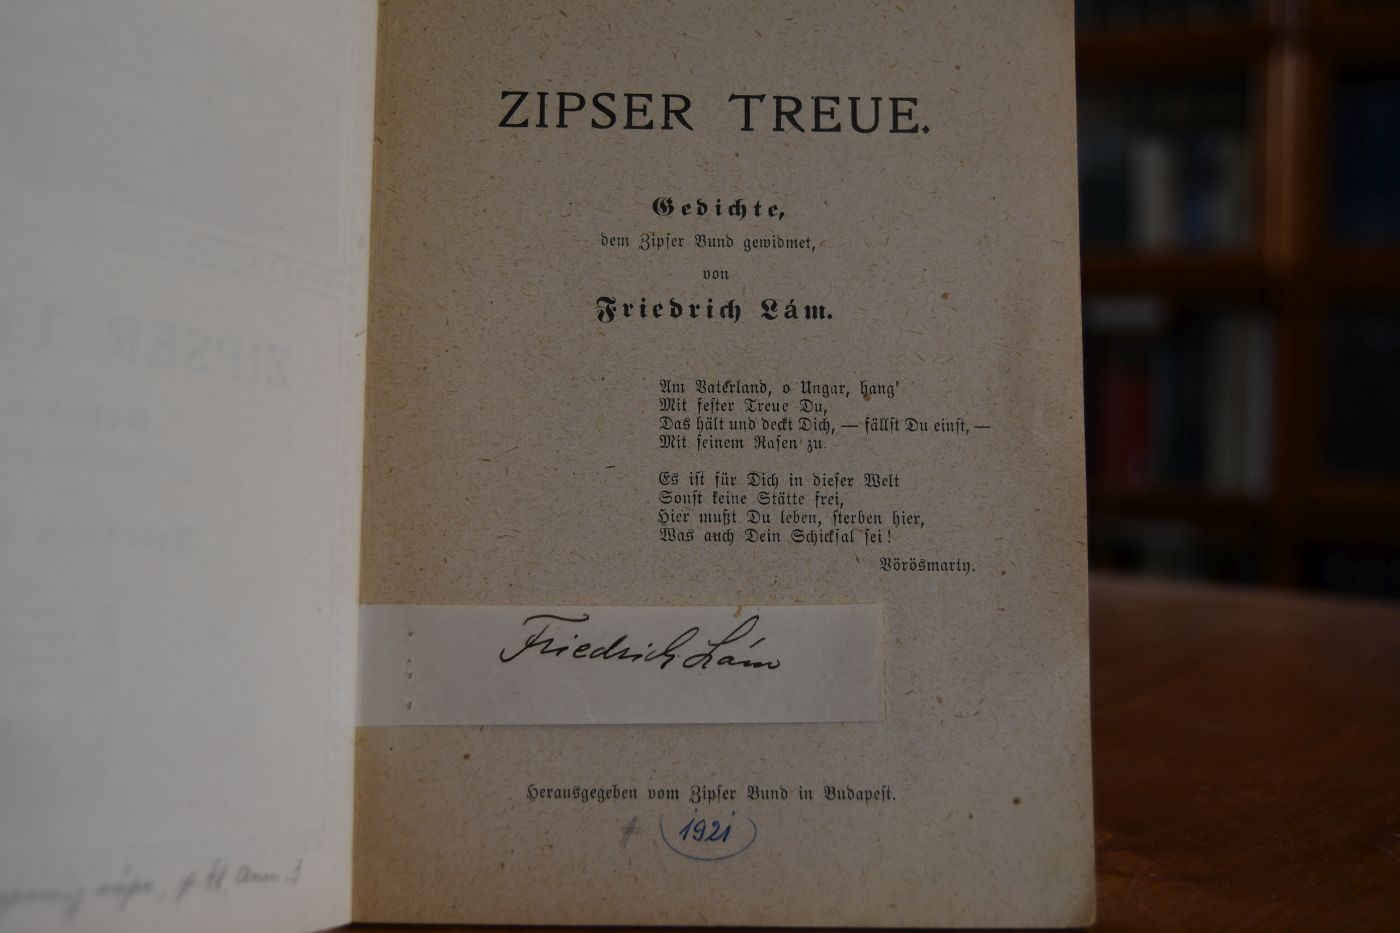 ZIPSER TREUE.
Gedichte,
dem Zipser Bund gewidmet,
von
Friedrich Lám.
Am Vaterland, o Ungar, hang'
Mit fester Treue Du,
Das hält und deckt Dich, — fällst Du einst, —
Mit seinem Rasen zu.
Es ist für Dich in dieser Welt
Sonst keine Stätte frei,
Hier mußt Du leben, sterben hier,
Was auch Dein Schicksal sei!
Vörösmarty.
Friedrich Lám
Herausgegeben vom Zipser Bund in Budapest.
# 1921